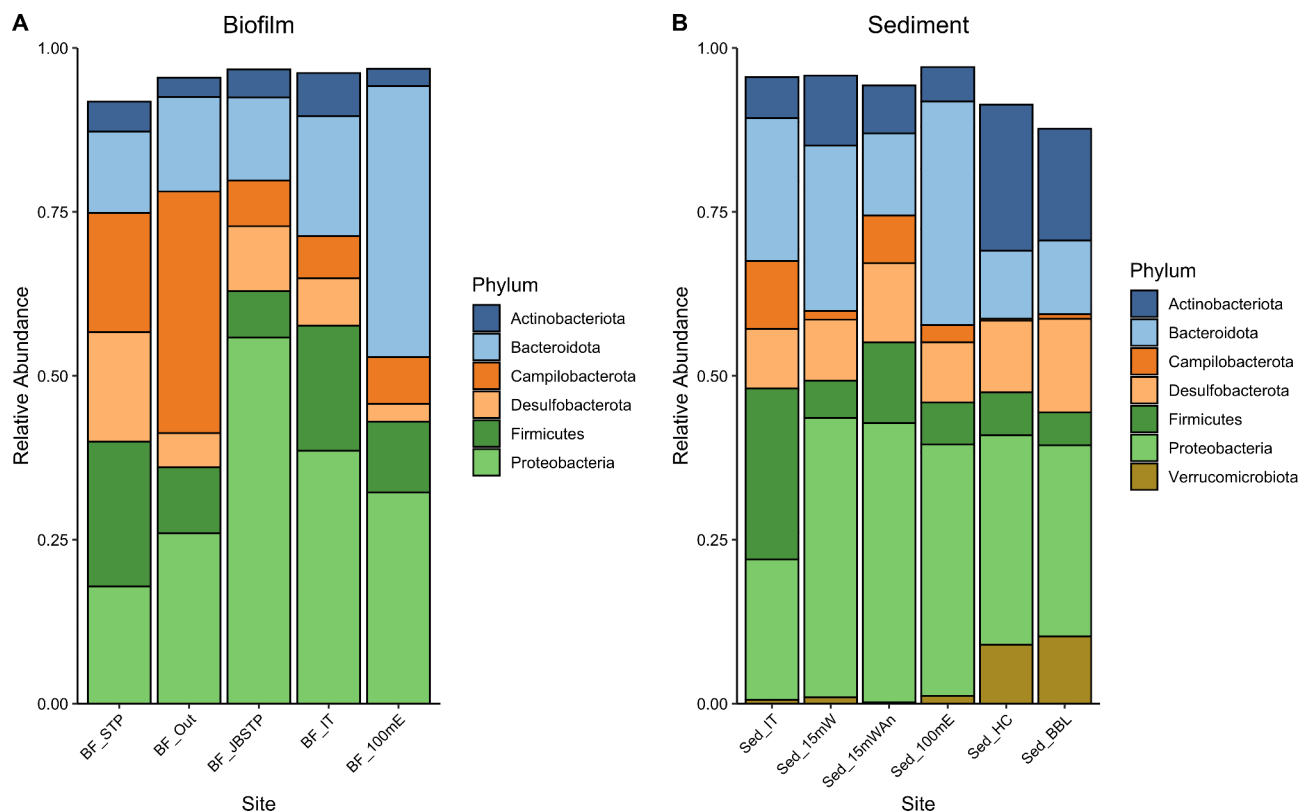 A
Biofilm
Relative Abundance
1.00
0.75
0.50
0.25
0.00
BF_STP
BF_Out
BF_JBSTP
BF_IT
BF_100mE
Site
Phylum
Actinobacteriota
Bacteroidota
Campilobacterota
Desulfobacterota
Firmicutes
Proteobacteria
B
Sediment
Relative Abundance
1.00
0.75
0.50
0.25
0.00
Sed_IT
Sed_15mW
Sed_15mWAn
Sed_100mE
Sed_HC
Sed_BBL
Site
Phylum
Actinobacteriota
Bacteroidota
Campilobacterota
Desulfobacterota
Firmicutes
Proteobacteria
Verrucomicrobiota